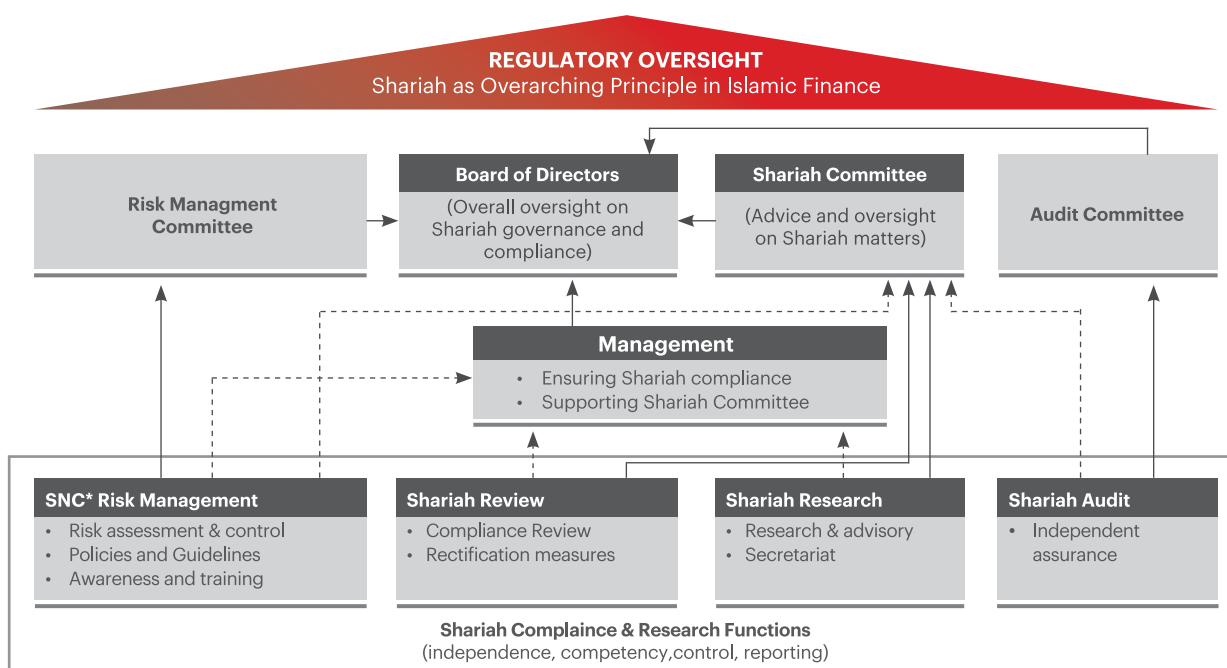 REGULATORY OVERSIGHT
Shariah as Overarching Principle in Islamic Finance
Risk Managment
Committee
Board of Directors
(Overall oversight on
Shariah governance and
compliance)
Shariah Committee
(Advice and oversight
on Shariah matters)
Audit Committee
Management
• Ensuring Shariah compliance
• Supporting Shariah Committee
SNC* Risk Management
• Risk assessment & control
• Policies and Guidelines
• Awareness and training
Shariah Review
• Compliance Review
• Rectification measures
Shariah Research
• Research & advisory
• Secretariat
Shariah Audit
• Independent
assurance
Shariah Complaince & Research Functions
(independence, competency,control, reporting)